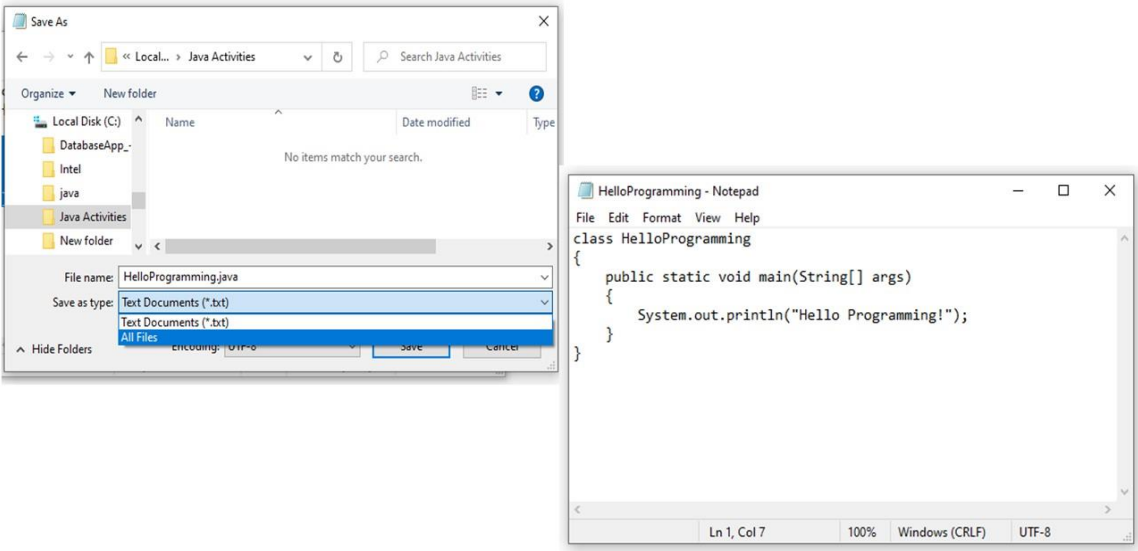 Save As
« Local... › Java Activities
Search Java Activities
Organize
New folder
Local Disk (C:)
DatabaseApp_-
Intel
java
Java Activities
New folder
Name
Date modified
Type
No items match your search.
File name: HelloProgramming.java
Save as type: Text Documents (*.txt)
Text Documents (*.txt)
All Files
Hide Folders
Encoding: UTF-8
Save
Cancel
HelloProgramming - Notepad
File Edit Format View Help
class HelloProgramming
{
    public static void main(String[] args)
    {
        System.out.println("Hello Programming!");
    }
}
Ln 1, Col 7
100%
Windows (CRLF)
UTF-8